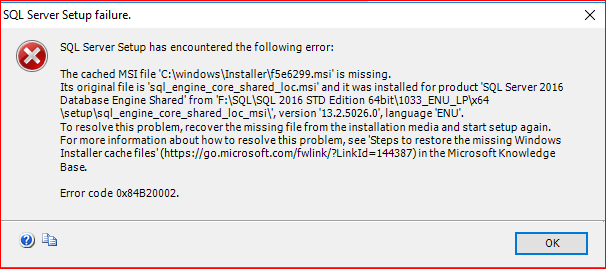 SQL Server Setup failure.
SQL Server Setup has encountered the following error:
The cached MSI file 'C:\windows\Installer\f5e6299.msi' is missing.
Its original file is 'sql_engine_core_shared_loc.msi' and it was installed for product 'SQL Server 2016
Database Engine Shared' from 'F:\SQL\SQL 2016 STD Edition 64bit\1033_ENU_LP\x64
\setup\sql_engine_core_shared_loc_msi\', version '13.2.5026.0', language 'ENU'.
To resolve this problem, recover the missing file from the installation media and start setup again.
For more information about how to resolve this problem, see 'Steps to restore the missing Windows
Installer cache files' (https://go.microsoft.com/fwlink/?LinkId=144387) in the Microsoft Knowledge
Base.
Error code 0x84B20002.
OK